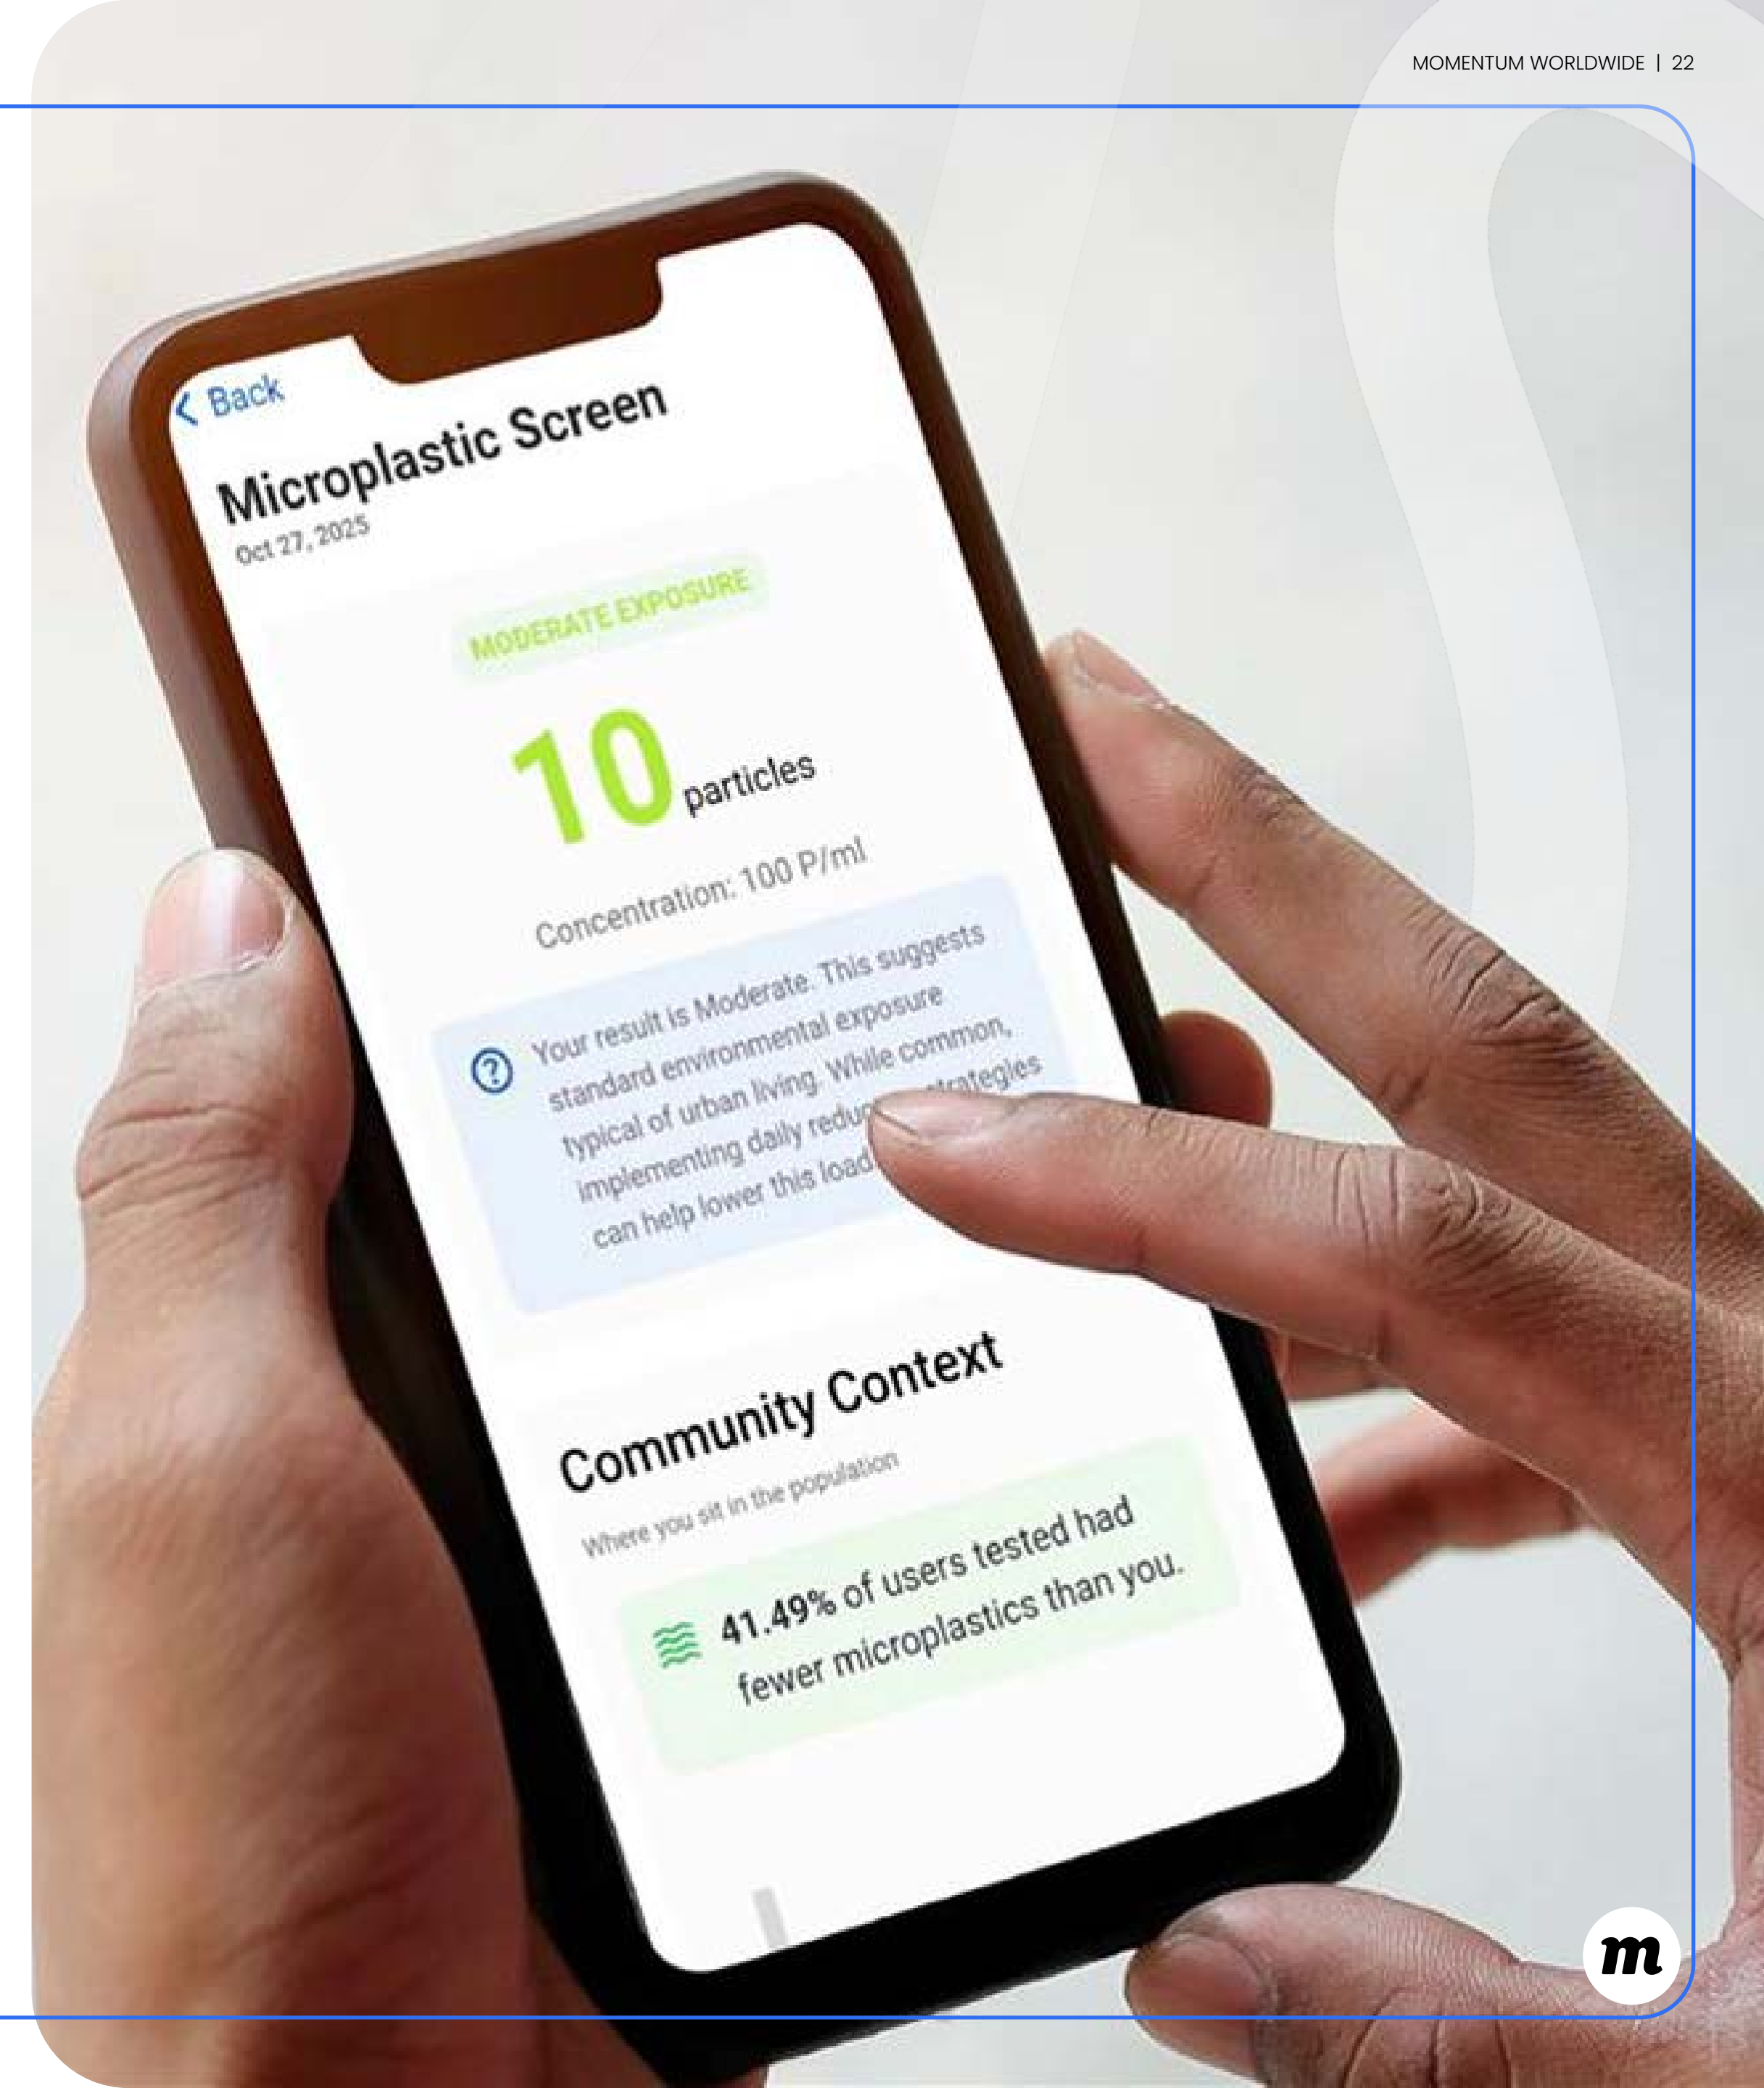 MOMENTUM WORLDWIDE | 22
Back
Microplastic Screen
Oct 27, 2025
MODERATE EXPOSURE
10 particles
Concentration: 100 P/ml
Your result is Moderate. This suggests
standard environmental exposure
typical of urban living. While common,
implementing daily
can help lower this load
Community Context
Where you sit in the population
41.49% of users tested had
fewer microplastics than you.
m